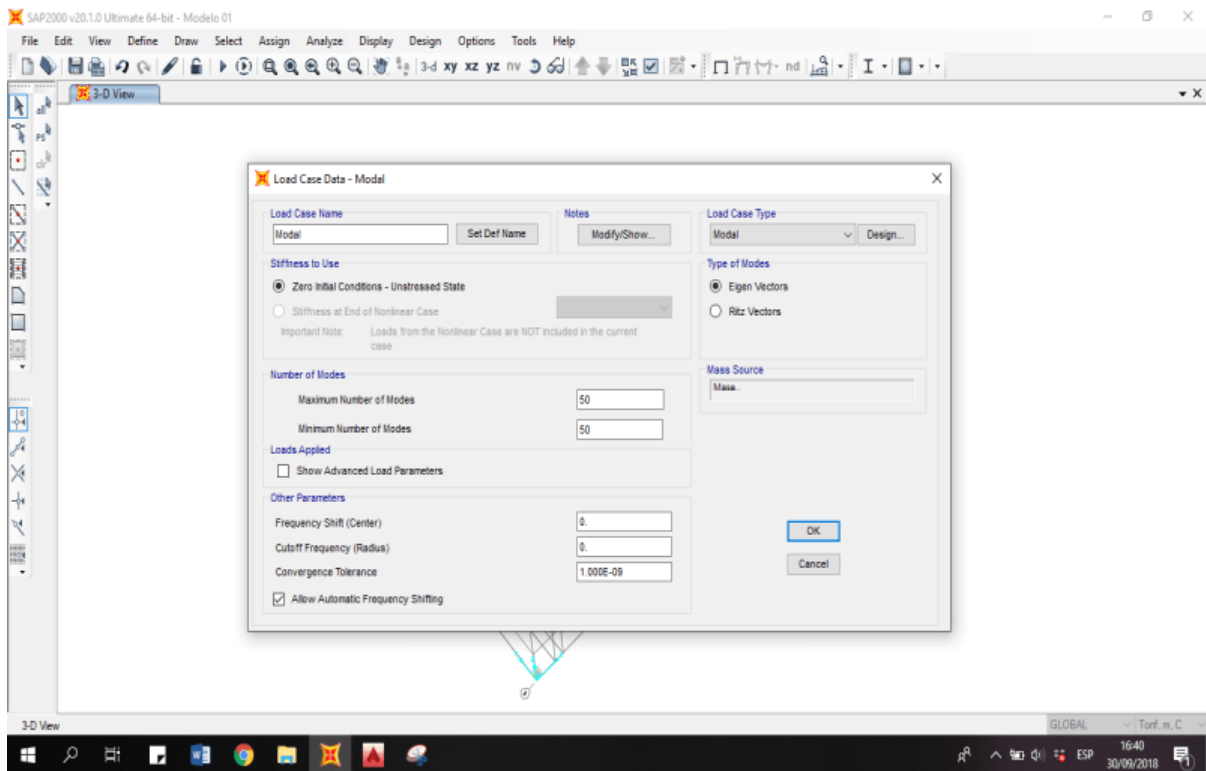 SAP2000 v20.1.0 Ultimate 64-bit - Modelo 01
File Edit View Define Draw Select Assign Analyze Display Design Options Tools Help
3-d xy xz yz nv nd
3-D View
Load Case Data - Modal
Load Case Name
Modal
Set Def Name
Notes
Modify/Show...
Load Case Type
Modal
Design...
Stiffness to Use
Zero Initial Conditions - Unstressed State
Stiffness at End of Nonlinear Case
Important Note: Loads from the Nonlinear Case are NOT included in the current
case
Type of Modes
Eigen Vectors
Ritz Vectors
Number of Modes
Maximum Number of Modes 50
Minimum Number of Modes 50
Mass Source
Masa..
Loads Applied
Show Advanced Load Parameters
Other Parameters
Frequency Shift (Center) 0.
Cutoff Frequency (Radius) 0.
Convergence Tolerance 1.000E-09
Allow Automatic Frequency Shifting
OK
Cancel
3-D View
GLOBAL
Tonf, m, C
ESP
16:40
30/09/2018